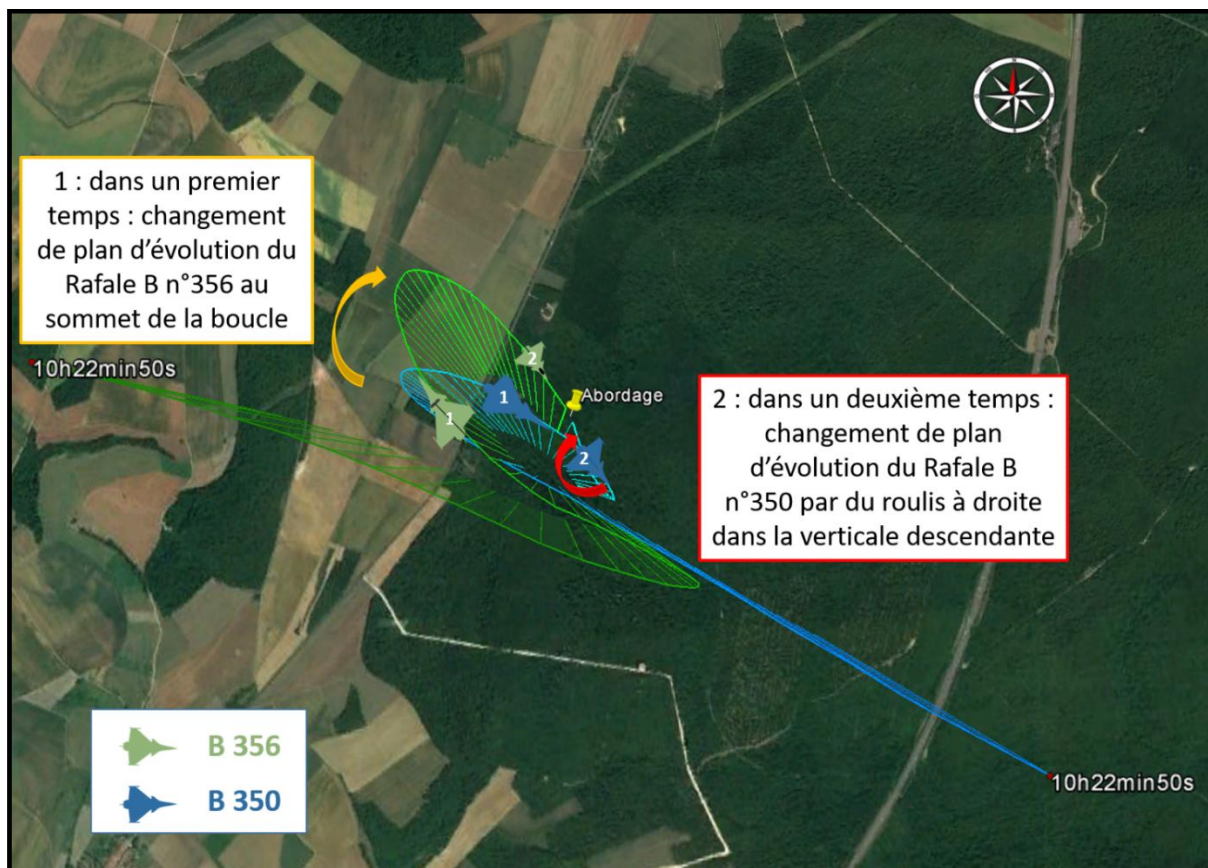 1 : dans un premier
temps : changement
de plan d’évolution du
Rafale B n°356 au
sommet de la boucle
10h22min50s
2
1
1
Abordage
2
2 : dans un deuxième temps :
changement de plan
d’évolution du Rafale B
n°350 par du roulis à droite
dans la verticale descendante
10h22min50s
B 356
B 350